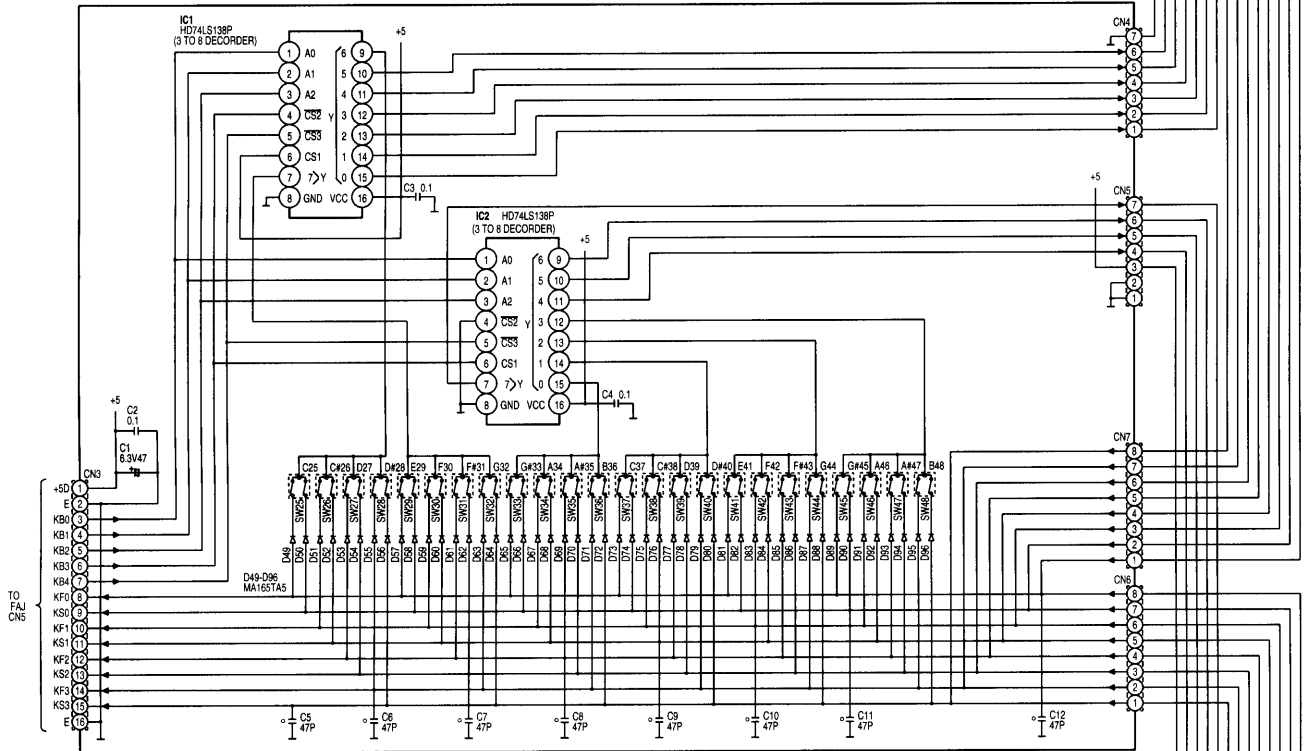 IC1
HD74LS138P
(3 TO 8 DECORDER)
+5
CN4
1 A0 6 9
2 A1 5 10
3 A2 4 11
4 CS2 Y 3 12
5 CS3 2 13
6 CS1 1 14
7 7>Y 0 15
8 GND VCC 16
C3 0.1
7
6
5
4
3
2
1
IC2 HD74LS138P
(3 TO 8 DECORDER)
+5
+5
CN5
1 A0 6 9
2 A1 5 10
3 A2 4 11
4 CS2 Y 3 12
5 CS3 2 13
6 CS1 1 14
7 7>Y 0 15
8 GND VCC 16
C4 0.1
7
6
5
4
3
2
1
+5
C2
0.1
C1
6.3V47
CN3
C25 C#26 D27 D#28 E29 F30 F#31 G32 G#33 A34 A#35 B36 C37 C#38 D39 D#40 E41 F42 F#43 G44 G#45 A46 A#47 B48
SW25 SW26 SW27 SW28 SW29 SW30 SW31 SW32 SW33 SW34 SW35 SW36 SW37 SW38 SW39 SW40 SW41 SW42 SW43 SW44 SW45 SW46 SW47 SW48
D49 D50 D51 D52 D53 D54 D55 D56 D57 D58 D59 D60 D61 D62 D63 D64 D65 D66 D67 D68 D69 D70 D71 D72 D73 D74 D75 D76 D77 D78 D79 D80 D81 D82 D83 D84 D85 D86 D87 D88 D89 D90 D91 D92 D93 D94 D95 D96
D49-D96
MA165TA5
TO
FAJ
CN5
+5D 1
E 2
KB0 3
KB1 4
KB2 5
KB3 6
KB4 7
KF0 8
KS0 9
KF1 10
KS1 11
KF2 12
KS2 13
KF3 14
KS3 15
E 16
CN7
8
7
6
5
4
3
2
1
CN6
8
7
6
5
4
3
2
1
C5
47P
C6
47P
C7
47P
C8
47P
C9
47P
C10
47P
C11
47P
C12
47P